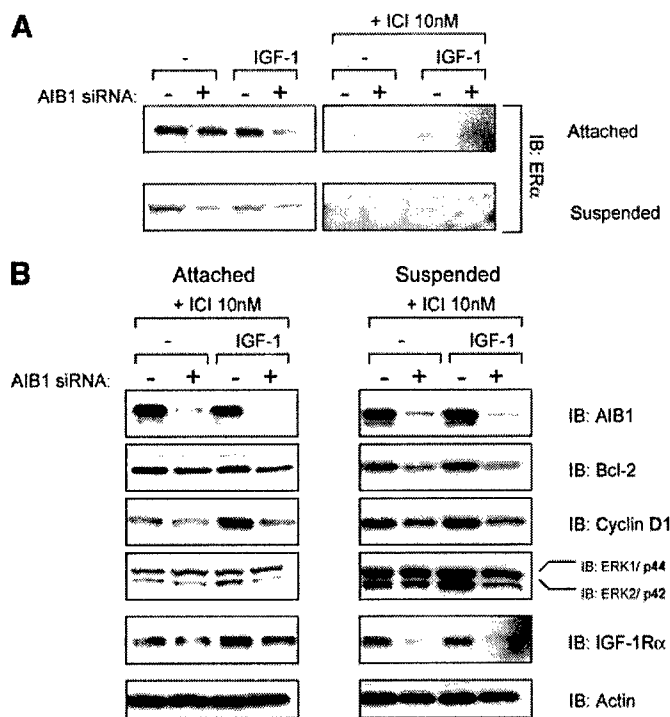 A
+ ICI 10nM
- IGF-1 - IGF-1
AIB1 siRNA: - + - + - + - +
Attached
IB: ERα
Suspended
B
Attached Suspended
+ ICI 10nM + ICI 10nM
- IGF-1 - IGF-1
AIB1 siRNA: - + - + - + - +
IB: AIB1
IB: Bcl-2
IB: Cyclin D1
IB: ERK1/ p44
IB: ERK2/ p42
IB: IGF-1Rα
IB: Actin